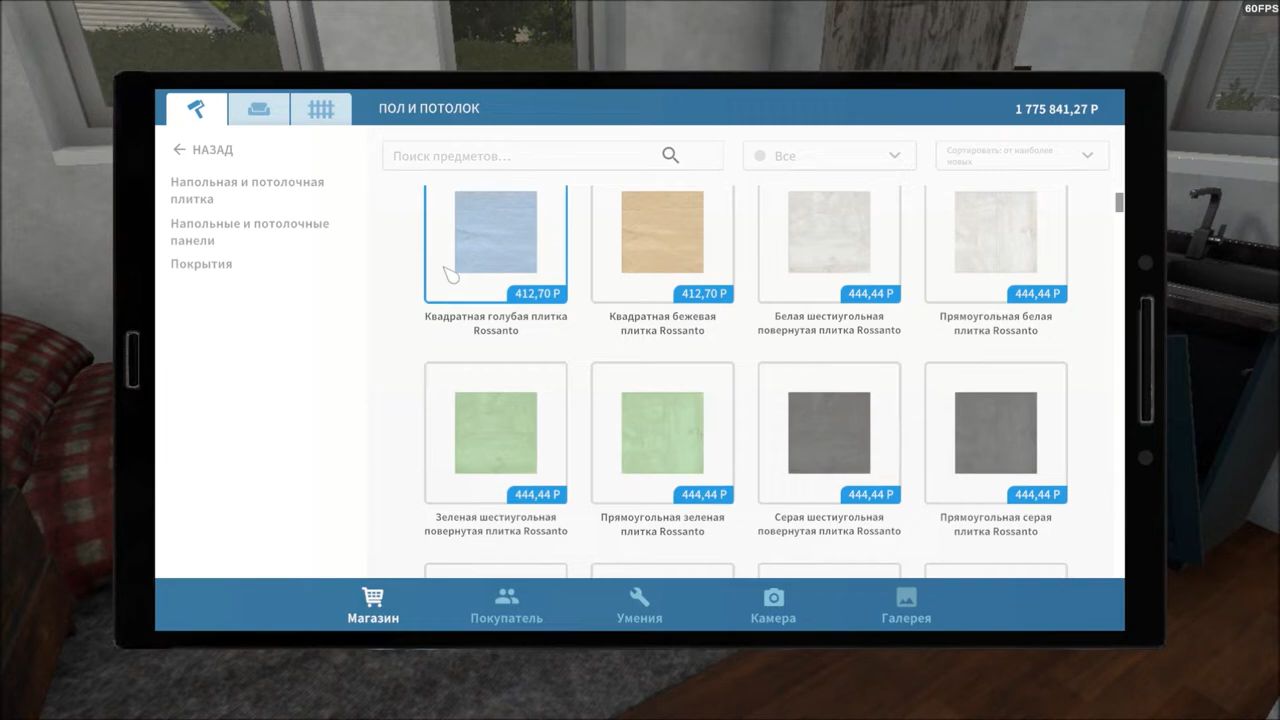 60FPS
ПОЛ И ПОТОЛОК
1 775 841,27 Р
НАЗАД
Напольная и потолочная
плитка
Напольные и потолочные
панели
Покрытия
Поиск предметов...
Все
Сортировать: от наиболее
новых
412,70 Р
412,70 Р
444,44 Р
444,44 Р
Квадратная голубая плитка
Rossanto
Квадратная бежевая
плитка Rossanto
Белая шестиугольная
повернутая плитка Rossanto
Прямоугольная белая
плитка Rossanto
444,44 Р
444,44 Р
444,44 Р
444,44 Р
Зеленая шестиугольная
повернутая плитка Rossanto
Прямоугольная зеленая
плитка Rossanto
Серая шестиугольная
повернутая плитка Rossanto
Прямоугольная серая
плитка Rossanto
Магазин
Покупатель
Умения
Камера
Галерея